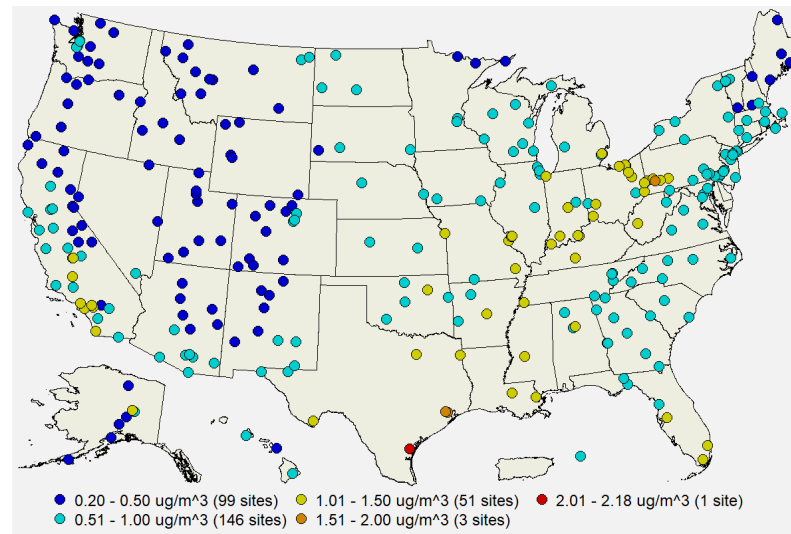 0.20 - 0.50 ug/m^3 (99 sites) 1.01 - 1.50 ug/m^3 (51 sites) 2.01 - 2.18 ug/m^3 (1 site)
0.51 - 1.00 ug/m^3 (146 sites) 1.51 - 2.00 ug/m^3 (3 sites)